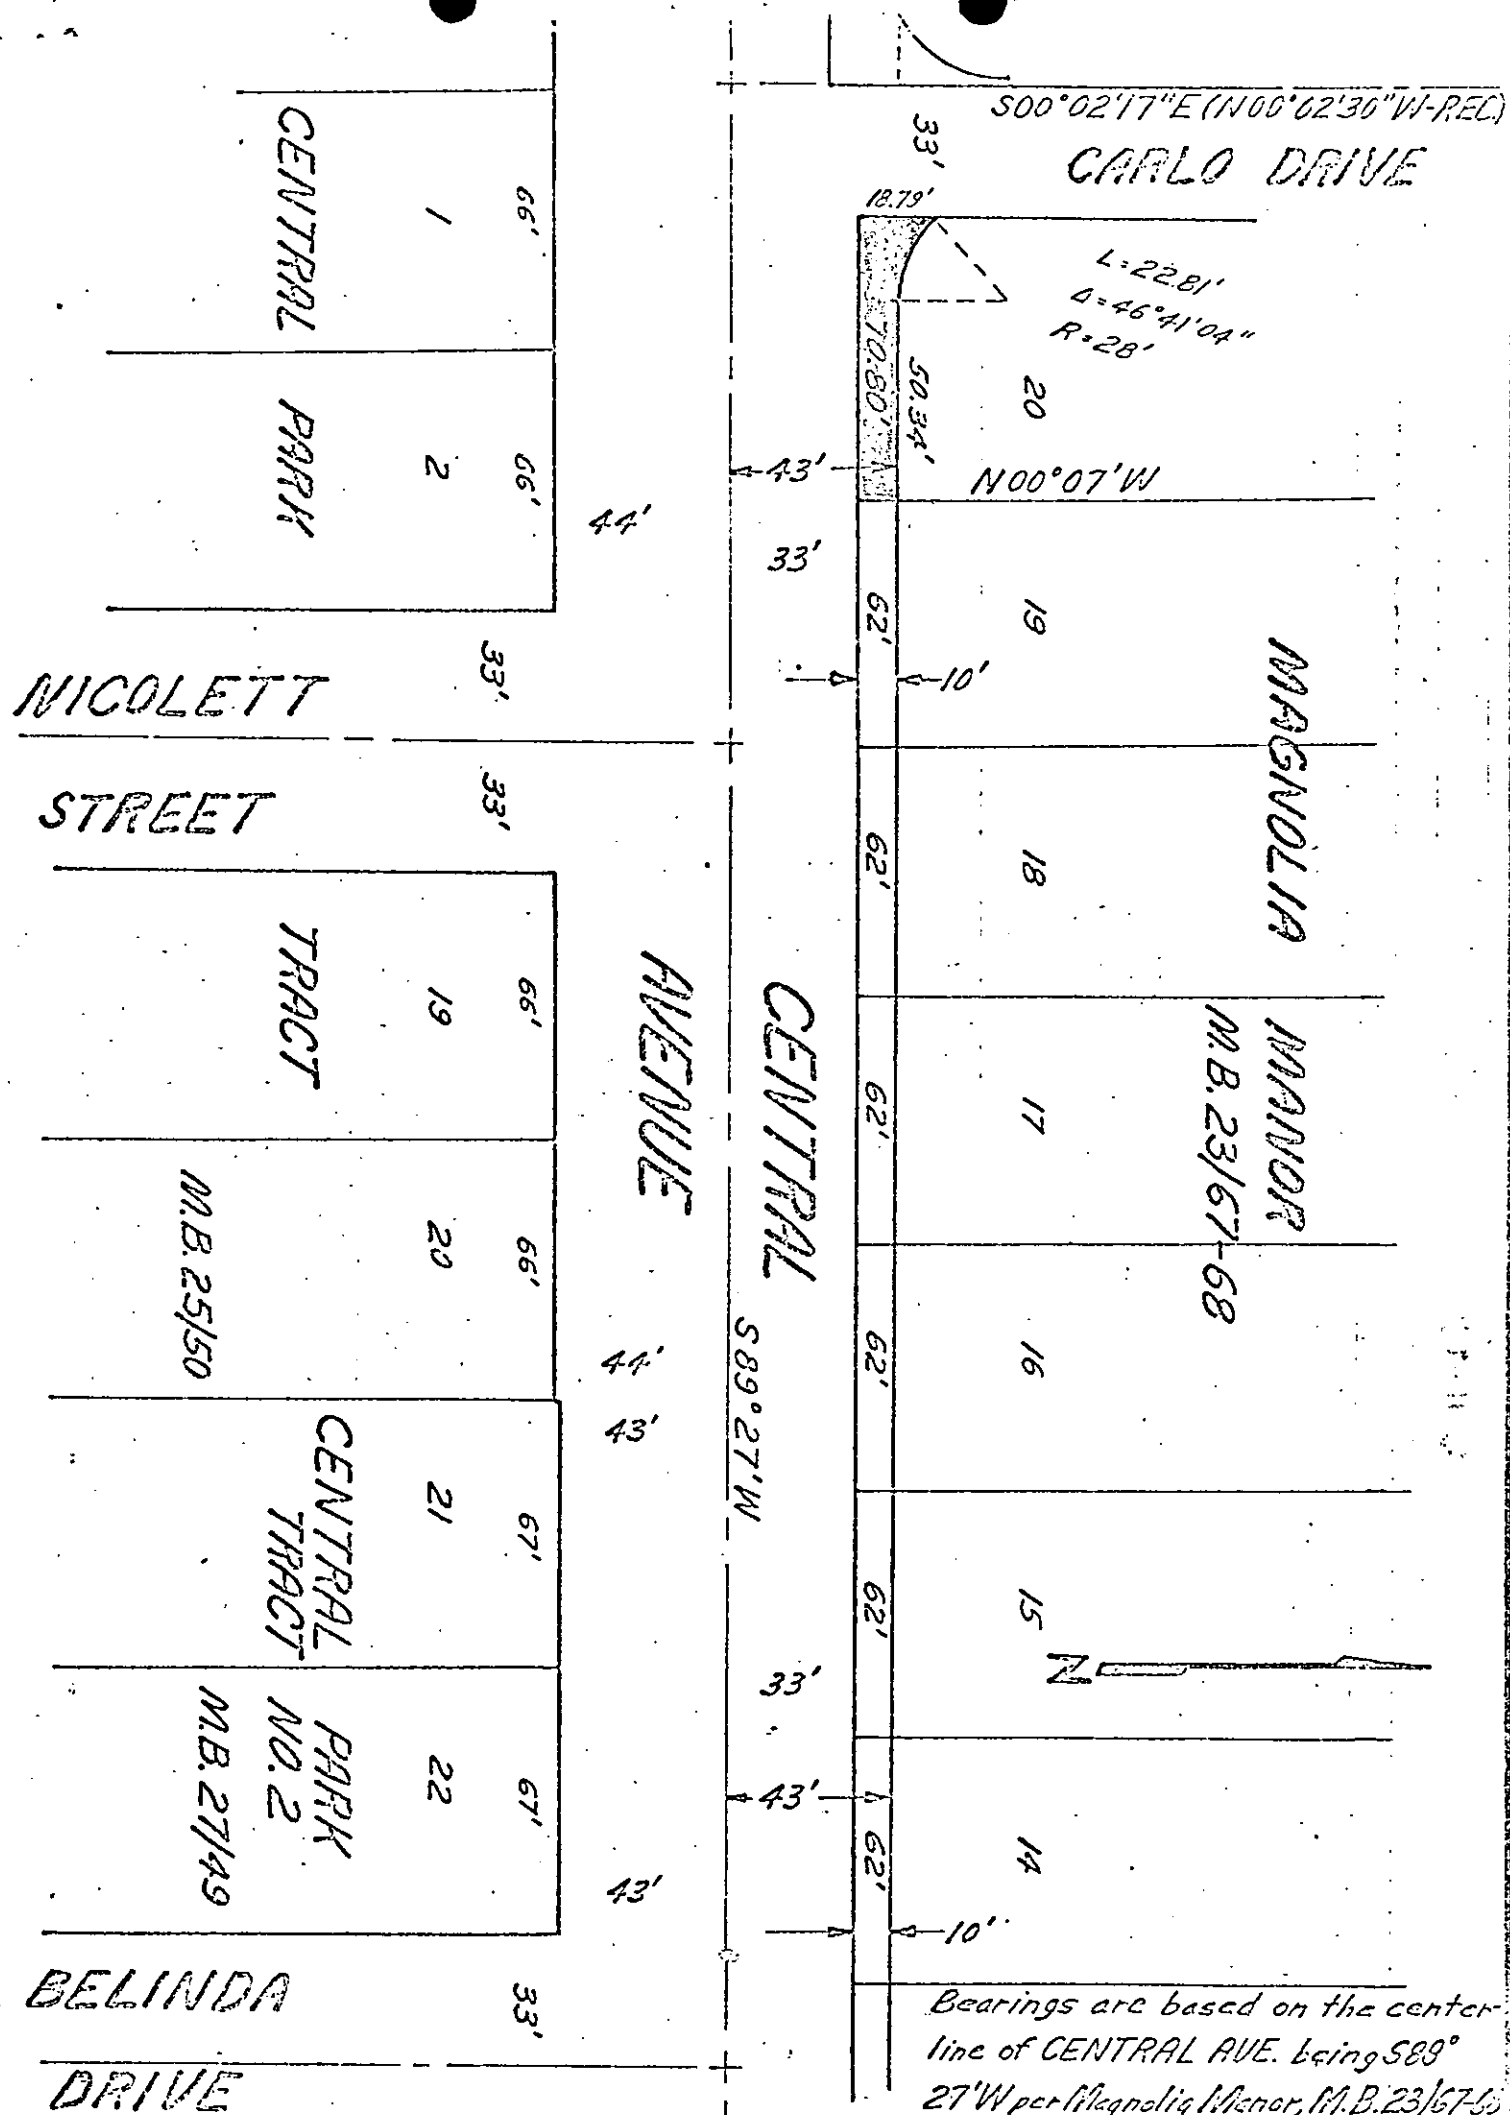 S00°02'17"E (N00°02'30"W-REC)
CARLO DRIVE
33'
18.79'
L=22.81'
Δ=46°41'04"
R=28'
70.80'
50.34'
20
N00°07'W
43'
33'
44'
CENTRAL
1
66'
PARK
2
66'
62'
19
10'
NICOLETT
33'
STREET
33'
62'
18
MAGNOLIA
TRACT
19
66'
AVENUE
CENTRAL
62'
17
MANOR
M.B. 23/67-68
M.B. 25/50
20
66'
44'
43'
S89°27'W
62'
16
CENTRAL
TRACT
21
67'
62'
15
N
33'
PARK
NO. 2
M.B. 27/49
22
67'
43'
43'
62'
14
10'
BELINDA
33'
DRIVE
Bearings are based on the center-
line of CENTRAL AVE. being S89°
27'W per Magnolia Manor, M.B. 23/67-68